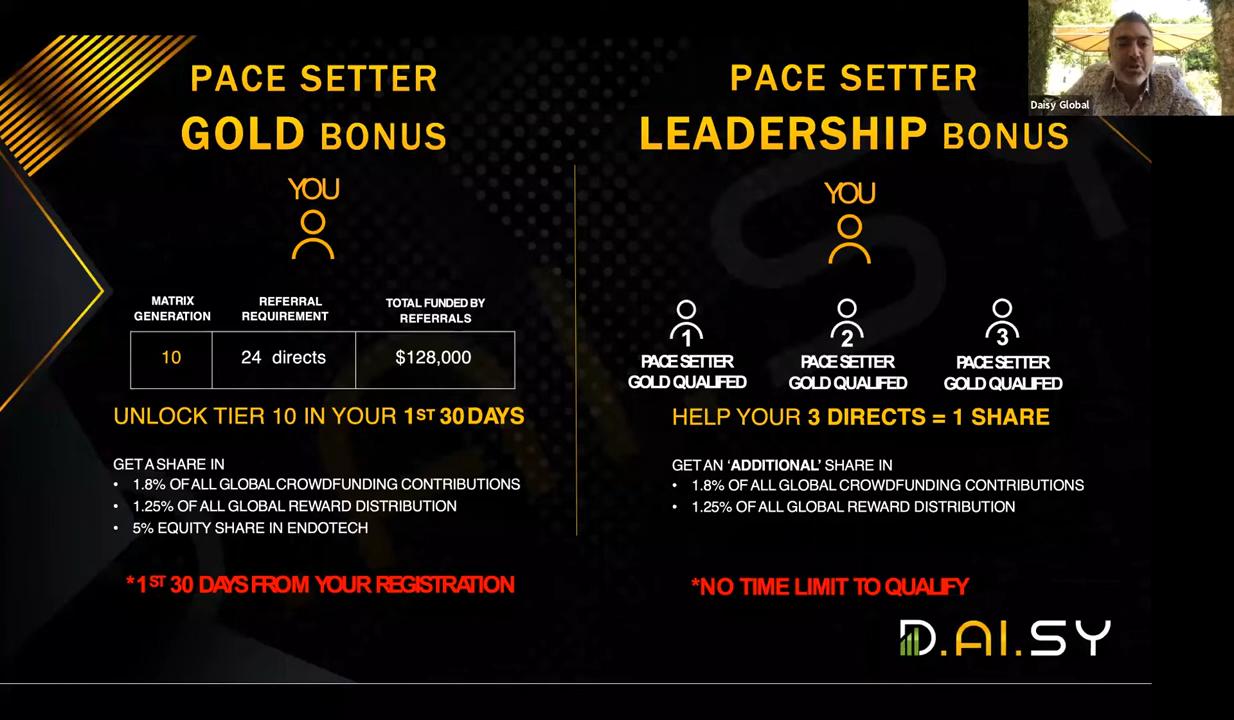 PACE SETTER
GOLD BONUS
YOU
MATRIX
GENERATION
REFERRAL
REQUIREMENT
TOTAL FUNDED BY
REFERRALS
10
24 directs
$128,000
UNLOCK TIER 10 IN YOUR 1ST 30 DAYS
GET A SHARE IN
• 1.8% OF ALL GLOBAL CROWDFUNDING CONTRIBUTIONS
• 1.25% OF ALL GLOBAL REWARD DISTRIBUTION
• 5% EQUITY SHARE IN ENDOTECH
*1ST 30 DAYS FROM YOUR REGISTRATION
PACE SETTER
LEADERSHIP BONUS
YOU
1
PACE SETTER
GOLD QUALIFED
2
PACE SETTER
GOLD QUALIFED
3
PACE SETTER
GOLD QUALIFED
HELP YOUR 3 DIRECTS = 1 SHARE
GET AN ‘ADDITIONAL’ SHARE IN
• 1.8% OF ALL GLOBAL CROWDFUNDING CONTRIBUTIONS
• 1.25% OF ALL GLOBAL REWARD DISTRIBUTION
*NO TIME LIMIT TO QUALIFY
D.AI.SY
Daisy Global